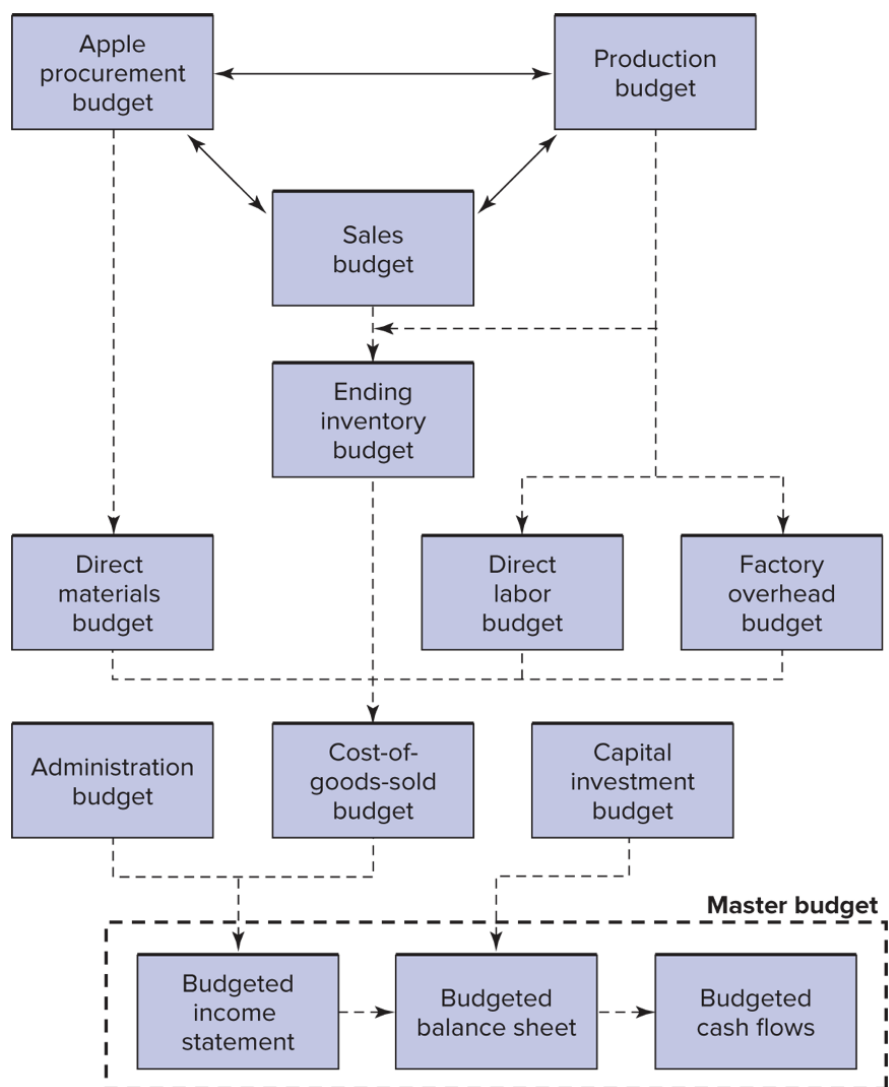 Apple
procurement
budget
Production
budget
Sales
budget
Ending
inventory
budget
Direct
materials
budget
Direct
labor
budget
Factory
overhead
budget
Administration
budget
Cost-of-
goods-sold
budget
Capital
investment
budget
Master budget
Budgeted
income
statement
Budgeted
balance sheet
Budgeted
cash flows